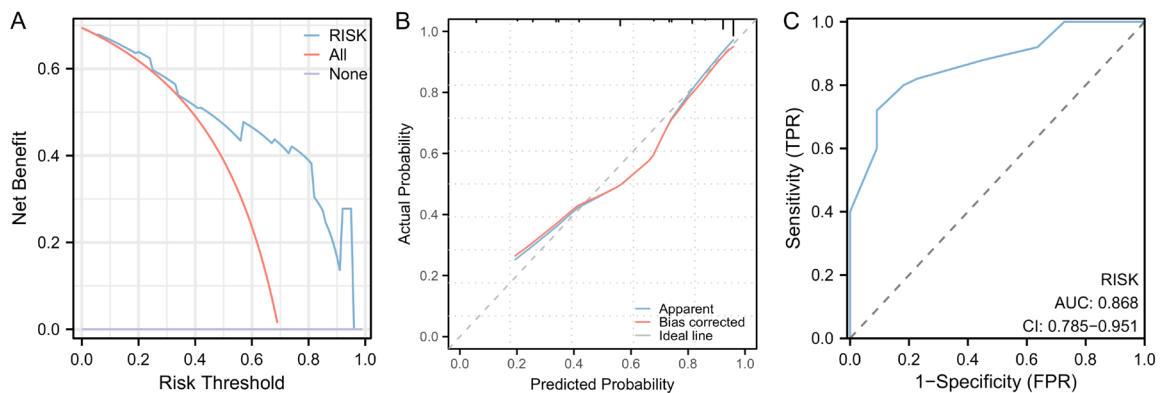 A
RISK
All
None
0.6
0.4
0.2
0.0
Net Benefit
0.0 0.2 0.4 0.6 0.8 1.0
Risk Threshold
B
1.0
0.8
0.6
0.4
0.2
0.0
Actual Probability
Apparent
Bias corrected
Ideal line
0.0 0.2 0.4 0.6 0.8 1.0
Predicted Probability
C
1.0
0.8
0.6
0.4
0.2
0.0
Sensitivity (TPR)
RISK
AUC: 0.868
CI: 0.785−0.951
0.0 0.2 0.4 0.6 0.8 1.0
1−Specificity (FPR)